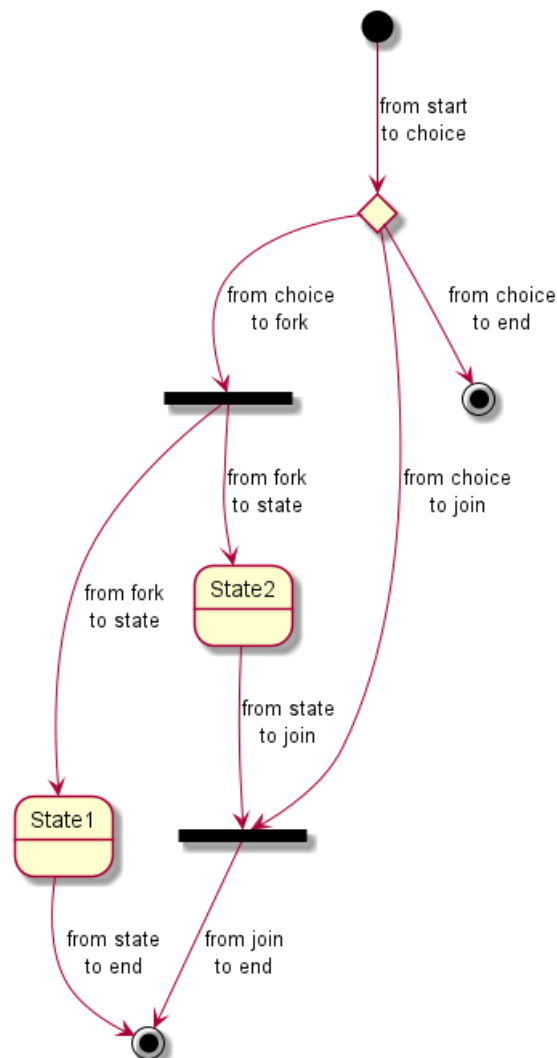 from start
to choice
from choice
to fork
from choice
to end
from fork
to state
from choice
to join
State2
from fork
to state
from state
to join
State1
from state
to end
from join
to end